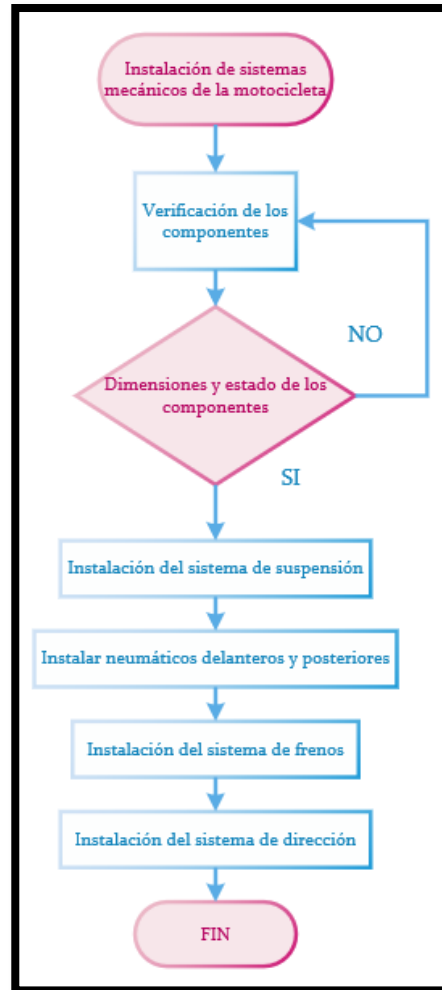 Instalación de sistemas
mecánicos de la motocicleta
Verificación de los
componentes
NO
Dimensiones y estado de los
componentes
SI
Instalación del sistema de suspensión
Instalar neumáticos delanteros y posteriores
Instalación del sistema de frenos
Instalación del sistema de dirección
FIN